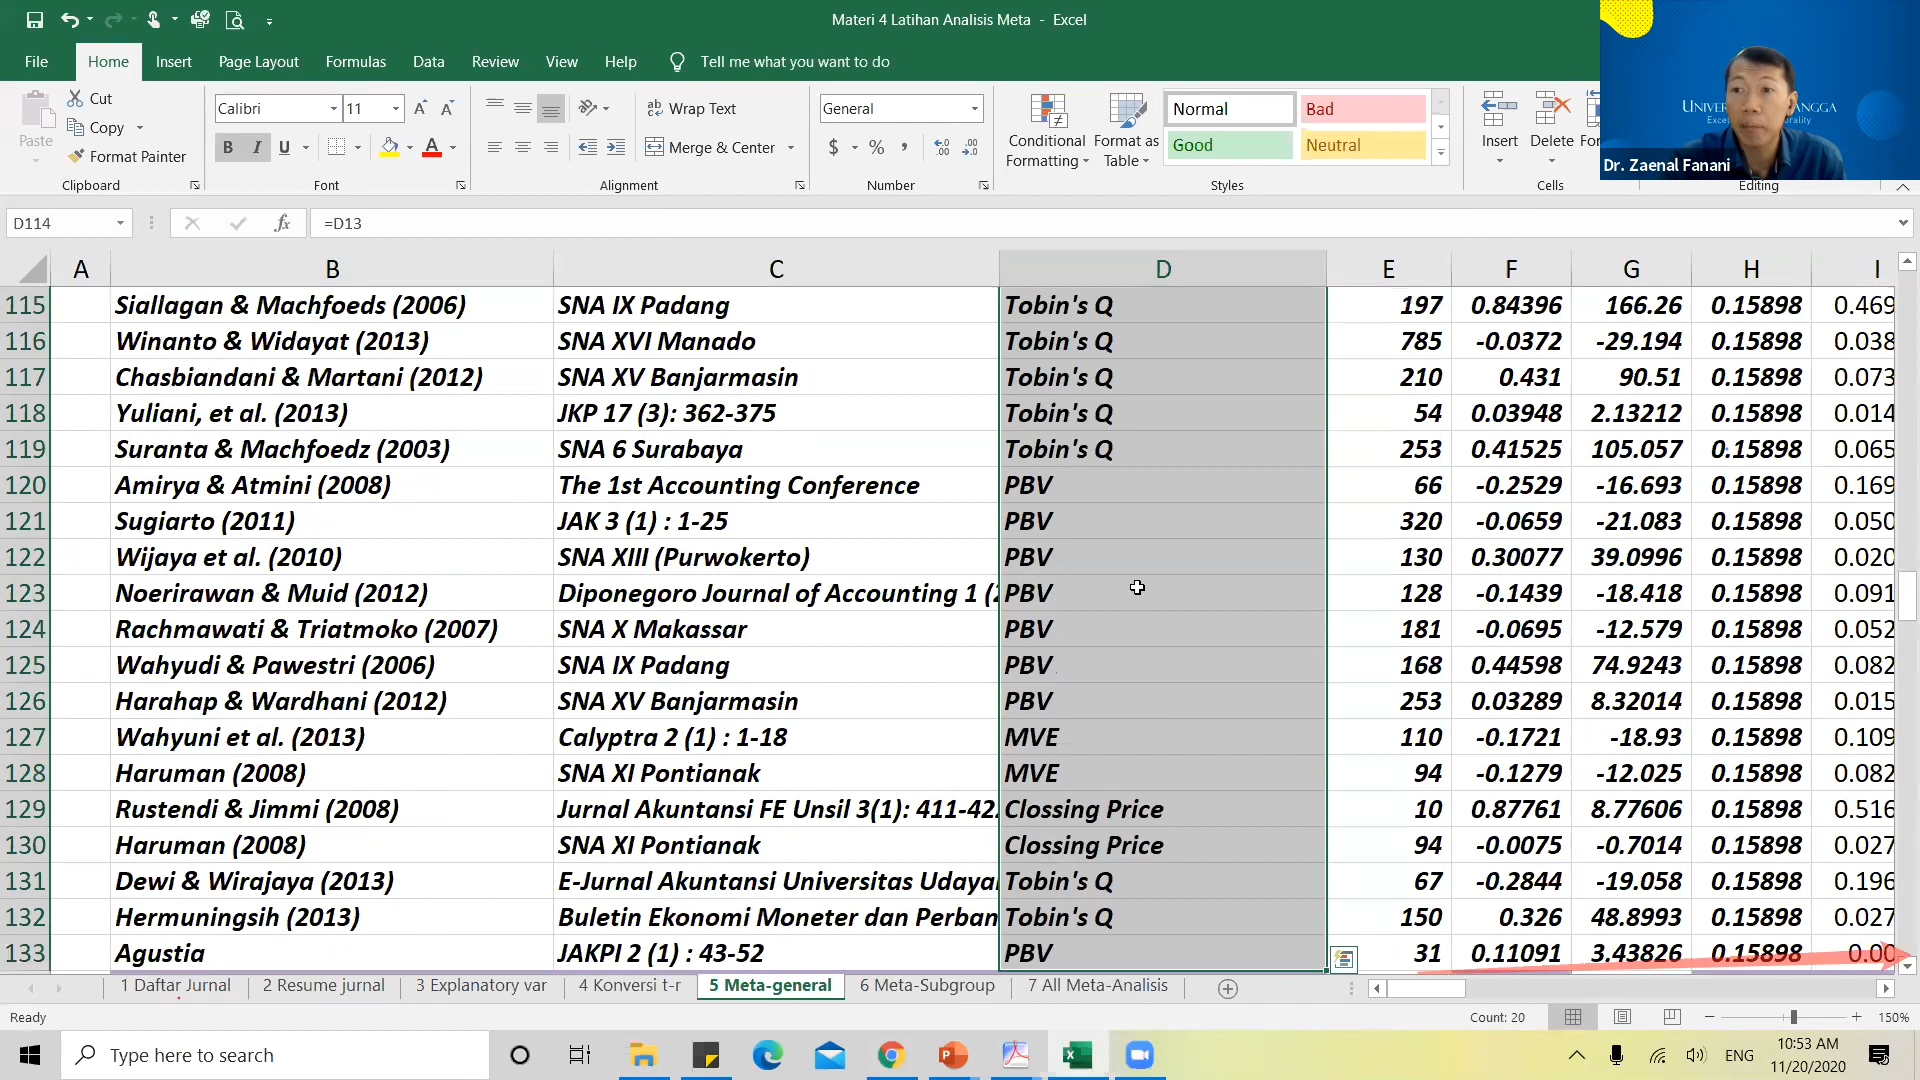 Materi 4 Latihan Analisis Meta - Excel
File Home Insert Page Layout Formulas Data Review View Help Tell me what you want to do
Paste Cut Copy Format Painter
Calibri 11
B I U A
Wrap Text
Merge & Center
General
$ %
Conditional Formatting
Format as Table
Normal Bad
Good Neutral
Insert Delete
Dr. Zaenal Fanani
Clipboard Font Alignment Number Styles Cells Editing
D114 fx =D13
A B C D E F G H I
115 Siallagan & Machfoeds (2006) SNA IX Padang Tobin's Q 197 0.84396 166.26 0.15898 0.469
116 Winanto & Widayat (2013) SNA XVI Manado Tobin's Q 785 -0.0372 -29.194 0.15898 0.038
117 Chasbiandani & Martani (2012) SNA XV Banjarmasin Tobin's Q 210 0.431 90.51 0.15898 0.073
118 Yuliani, et al. (2013) JKP 17 (3): 362-375 Tobin's Q 54 0.03948 2.13212 0.15898 0.014
119 Suranta & Machfoedz (2003) SNA 6 Surabaya Tobin's Q 253 0.41525 105.057 0.15898 0.065
120 Amirya & Atmini (2008) The 1st Accounting Conference PBV 66 -0.2529 -16.693 0.15898 0.169
121 Sugiarto (2011) JAK 3 (1) : 1-25 PBV 320 -0.0659 -21.083 0.15898 0.050
122 Wijaya et al. (2010) SNA XIII (Purwokerto) PBV 130 0.30077 39.0996 0.15898 0.020
123 Noerirawan & Muid (2012) Diponegoro Journal of Accounting 1 ( PBV 128 -0.1439 -18.418 0.15898 0.091
124 Rachmawati & Triatmoko (2007) SNA X Makassar PBV 181 -0.0695 -12.579 0.15898 0.052
125 Wahyudi & Pawestri (2006) SNA IX Padang PBV 168 0.44598 74.9243 0.15898 0.082
126 Harahap & Wardhani (2012) SNA XV Banjarmasin PBV 253 0.03289 8.32014 0.15898 0.015
127 Wahyuni et al. (2013) Calyptra 2 (1) : 1-18 MVE 110 -0.1721 -18.93 0.15898 0.109
128 Haruman (2008) SNA XI Pontianak MVE 94 -0.1279 -12.025 0.15898 0.082
129 Rustendi & Jimmi (2008) Jurnal Akuntansi FE Unsil 3(1): 411-42 Clossing Price 10 0.87761 8.77606 0.15898 0.516
130 Haruman (2008) SNA XI Pontianak Clossing Price 94 -0.0075 -0.7014 0.15898 0.027
131 Dewi & Wirajaya (2013) E-Jurnal Akuntansi Universitas Udaya Tobin's Q 67 -0.2844 -19.058 0.15898 0.196
132 Hermuningsih (2013) Buletin Ekonomi Moneter dan Perban Tobin's Q 150 0.326 48.8993 0.15898 0.027
133 Agustia JAKPI 2 (1) : 43-52 PBV 31 0.11091 3.43826 0.15898 0.00
1 Daftar Jurnal 2 Resume jurnal 3 Explanatory var 4 Konversi t-r 5 Meta-general 6 Meta-Subgroup 7 All Meta-Analysis
Ready Count: 20 150%
Type here to search ENG 10:53 AM
11/20/2020